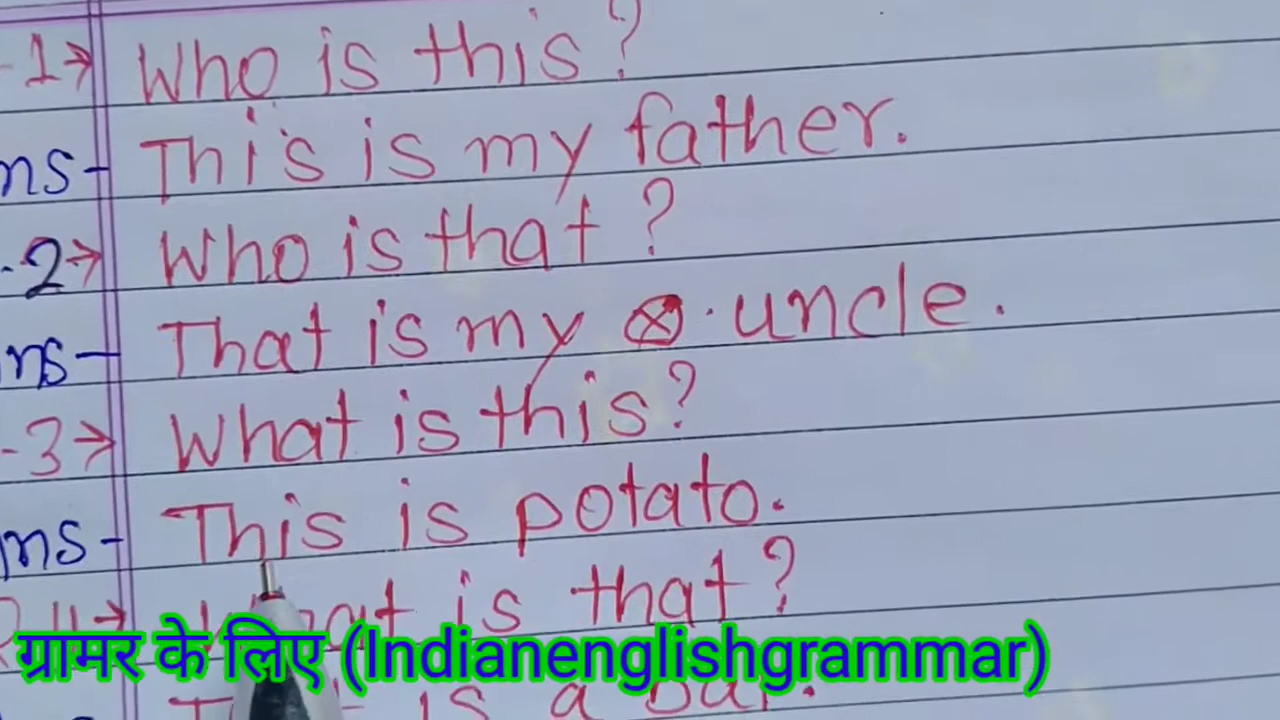 -1→ Who is this?
ns- This is my father.
-2→ Who is that?
ns- That is my uncle.
-3→ What is this?
ns- This is potato.
is that?
ग्रामर के लिए (Indianenglishgrammar)
is a